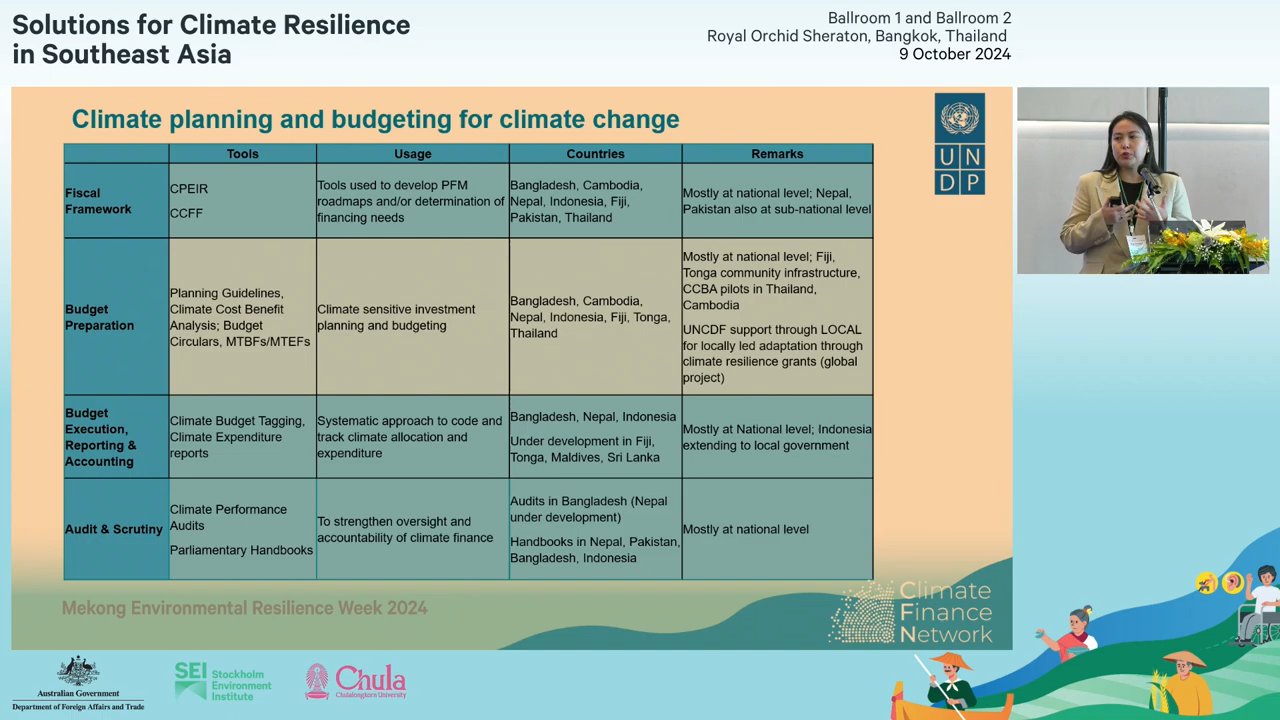 Solutions for Climate Resilience
in Southeast Asia
Ballroom 1 and Ballroom 2
Royal Orchid Sheraton, Bangkok, Thailand
9 October 2024
Climate planning and budgeting for climate change
UN
DP
Tools
Usage
Countries
Remarks
Fiscal
Framework
CPEIR
CCFF
Tools used to develop PFM
roadmaps and/or determination of
financing needs
Bangladesh, Cambodia,
Nepal, Indonesia, Fiji,
Pakistan, Thailand
Mostly at national level; Nepal,
Pakistan also at sub-national level
Budget
Preparation
Planning Guidelines,
Climate Cost Benefit
Analysis; Budget
Circulars, MTBFs/MTEFs
Climate sensitive investment
planning and budgeting
Bangladesh, Cambodia,
Nepal, Indonesia, Fiji, Tonga,
Thailand
Mostly at national level; Fiji,
Tonga community infrastructure,
CCBA pilots in Thailand,
Cambodia
UNCDF support through LOCAL
for locally led adaptation through
climate resilience grants (global
project)
Budget
Execution,
Reporting &
Accounting
Climate Budget Tagging,
Climate Expenditure
reports
Systematic approach to code and
track climate allocation and
expenditure
Bangladesh, Nepal, Indonesia
Under development in Fiji,
Tonga, Maldives, Sri Lanka
Mostly at National level; Indonesia
extending to local government
Audit & Scrutiny
Climate Performance
Audits
Parliamentary Handbooks
To strengthen oversight and
accountability of climate finance
Audits in Bangladesh (Nepal
under development)
Handbooks in Nepal, Pakistan,
Bangladesh, Indonesia
Mostly at national level
Mekong Environmental Resilience Week 2024
Climate
Finance
Network
Australian Government
Department of Foreign Affairs and Trade
SEI Stockholm
Environment
Institute
Chula
Chulalongkorn University